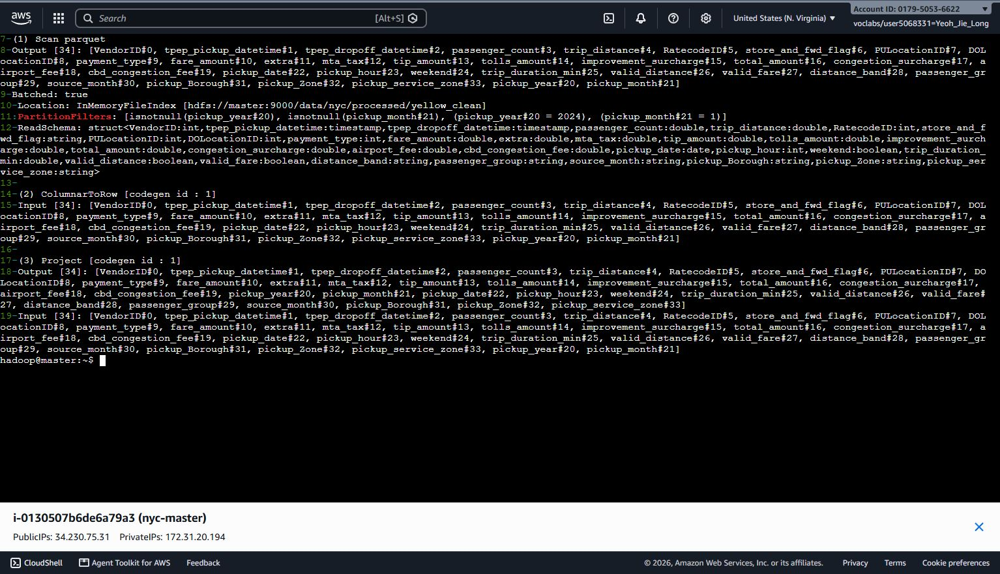 aws
Search
[Alt+S]
United States (N. Virginia)
Account ID: 0179-5053-6622
voclabs/user5068331=Yeoh_Jie_Long
7-(1) Scan parquet
8-Output [34]: [VendorID#0, tpep_pickup_datetime#1, tpep_dropoff_datetime#2, passenger_count#3, trip_distance#4, RatecodeID#5, store_and_fwd_flag#6, PULocationID#7, DOL
ocationID#8, payment_type#9, fare_amount#10, extra#11, mta_tax#12, tip_amount#13, tolls_amount#14, improvement_surcharge#15, total_amount#16, congestion_surcharge#17, a
irport_fee#18, cbd_congestion_fee#19, pickup_date#22, pickup_hour#23, weekend#24, trip_duration_min#25, valid_distance#26, valid_fare#27, distance_band#28, passenger_gr
oup#29, source_month#30, pickup_Borough#31, pickup_Zone#32, pickup_service_zone#33, pickup_year#20, pickup_month#21]
9-Batched: true
10-Location: InMemoryFileIndex [hdfs://master:9000/data/nyc/processed/yellow_clean]
11:PartitionFilters: [isnotnull(pickup_year#20), isnotnull(pickup_month#21), (pickup_year#20 = 2024), (pickup_month#21 = 1)]
12-ReadSchema: struct<VendorID:int,tpep_pickup_datetime:timestamp,tpep_dropoff_datetime:timestamp,passenger_count:double,trip_distance:double,RatecodeID:int,store_and_f
wd_flag:string,PULocationID:int,DOLocationID:int,payment_type:int,fare_amount:double,extra:double,mta_tax:double,tip_amount:double,tolls_amount:double,improvement_surch
arge:double,total_amount:double,congestion_surcharge:double,airport_fee:double,cbd_congestion_fee:double,pickup_date:date,pickup_hour:int,weekend:boolean,trip_duration_
min:double,valid_distance:boolean,valid_fare:boolean,distance_band:string,passenger_group:string,source_month:string,pickup_Borough:string,pickup_Zone:string,pickup_ser
vice_zone:string>
13-
14-(2) ColumnarToRow [codegen id : 1]
15-Input [34]: [VendorID#0, tpep_pickup_datetime#1, tpep_dropoff_datetime#2, passenger_count#3, trip_distance#4, RatecodeID#5, store_and_fwd_flag#6, PULocationID#7, DOL
ocationID#8, payment_type#9, fare_amount#10, extra#11, mta_tax#12, tip_amount#13, tolls_amount#14, improvement_surcharge#15, total_amount#16, congestion_surcharge#17, a
irport_fee#18, cbd_congestion_fee#19, pickup_date#22, pickup_hour#23, weekend#24, trip_duration_min#25, valid_distance#26, valid_fare#27, distance_band#28, passenger_gr
oup#29, source_month#30, pickup_Borough#31, pickup_Zone#32, pickup_service_zone#33, pickup_year#20, pickup_month#21]
16-
17-(3) Project [codegen id : 1]
18-Output [34]: [VendorID#0, tpep_pickup_datetime#1, tpep_dropoff_datetime#2, passenger_count#3, trip_distance#4, RatecodeID#5, store_and_fwd_flag#6, PULocationID#7, DO
LocationID#8, payment_type#9, fare_amount#10, extra#11, mta_tax#12, tip_amount#13, tolls_amount#14, improvement_surcharge#15, total_amount#16, congestion_surcharge#17,
airport_fee#18, cbd_congestion_fee#19, pickup_year#20, pickup_month#21, pickup_date#22, pickup_hour#23, weekend#24, trip_duration_min#25, valid_distance#26, valid_fare#
27, distance_band#28, passenger_group#29, source_month#30, pickup_Borough#31, pickup_Zone#32, pickup_service_zone#33]
19-Input [34]: [VendorID#0, tpep_pickup_datetime#1, tpep_dropoff_datetime#2, passenger_count#3, trip_distance#4, RatecodeID#5, store_and_fwd_flag#6, PULocationID#7, DOL
ocationID#8, payment_type#9, fare_amount#10, extra#11, mta_tax#12, tip_amount#13, tolls_amount#14, improvement_surcharge#15, total_amount#16, congestion_surcharge#17, a
irport_fee#18, cbd_congestion_fee#19, pickup_date#22, pickup_hour#23, weekend#24, trip_duration_min#25, valid_distance#26, valid_fare#27, distance_band#28, passenger_gr
oup#29, source_month#30, pickup_Borough#31, pickup_Zone#32, pickup_service_zone#33, pickup_year#20, pickup_month#21]
hadoop@master:~$
i-0130507b6de6a79a3 (nyc-master)
PublicIPs: 34.230.75.31 PrivateIPs: 172.31.20.194
CloudShell Agent Toolkit for AWS Feedback © 2026, Amazon Web Services, Inc. or its affiliates. Privacy Terms Cookie preferences